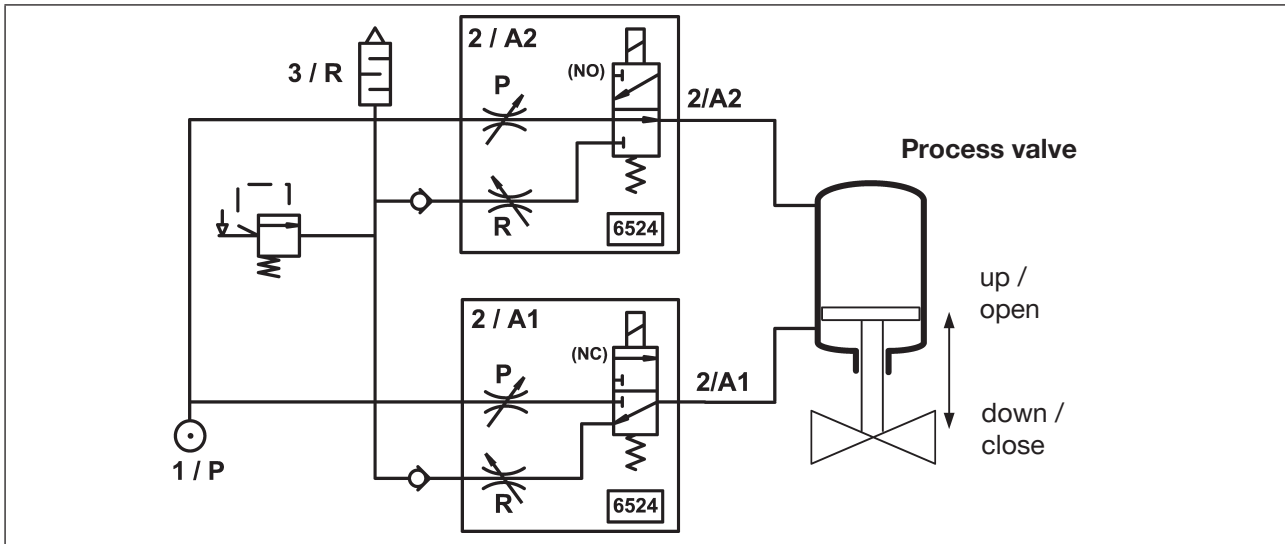 2 / A2
3 / R
P
(NO)
2/A2
R
6524
Process valve
up /
open
2 / A1
P
(NC)
2/A1
R
6524
down /
close
1 / P